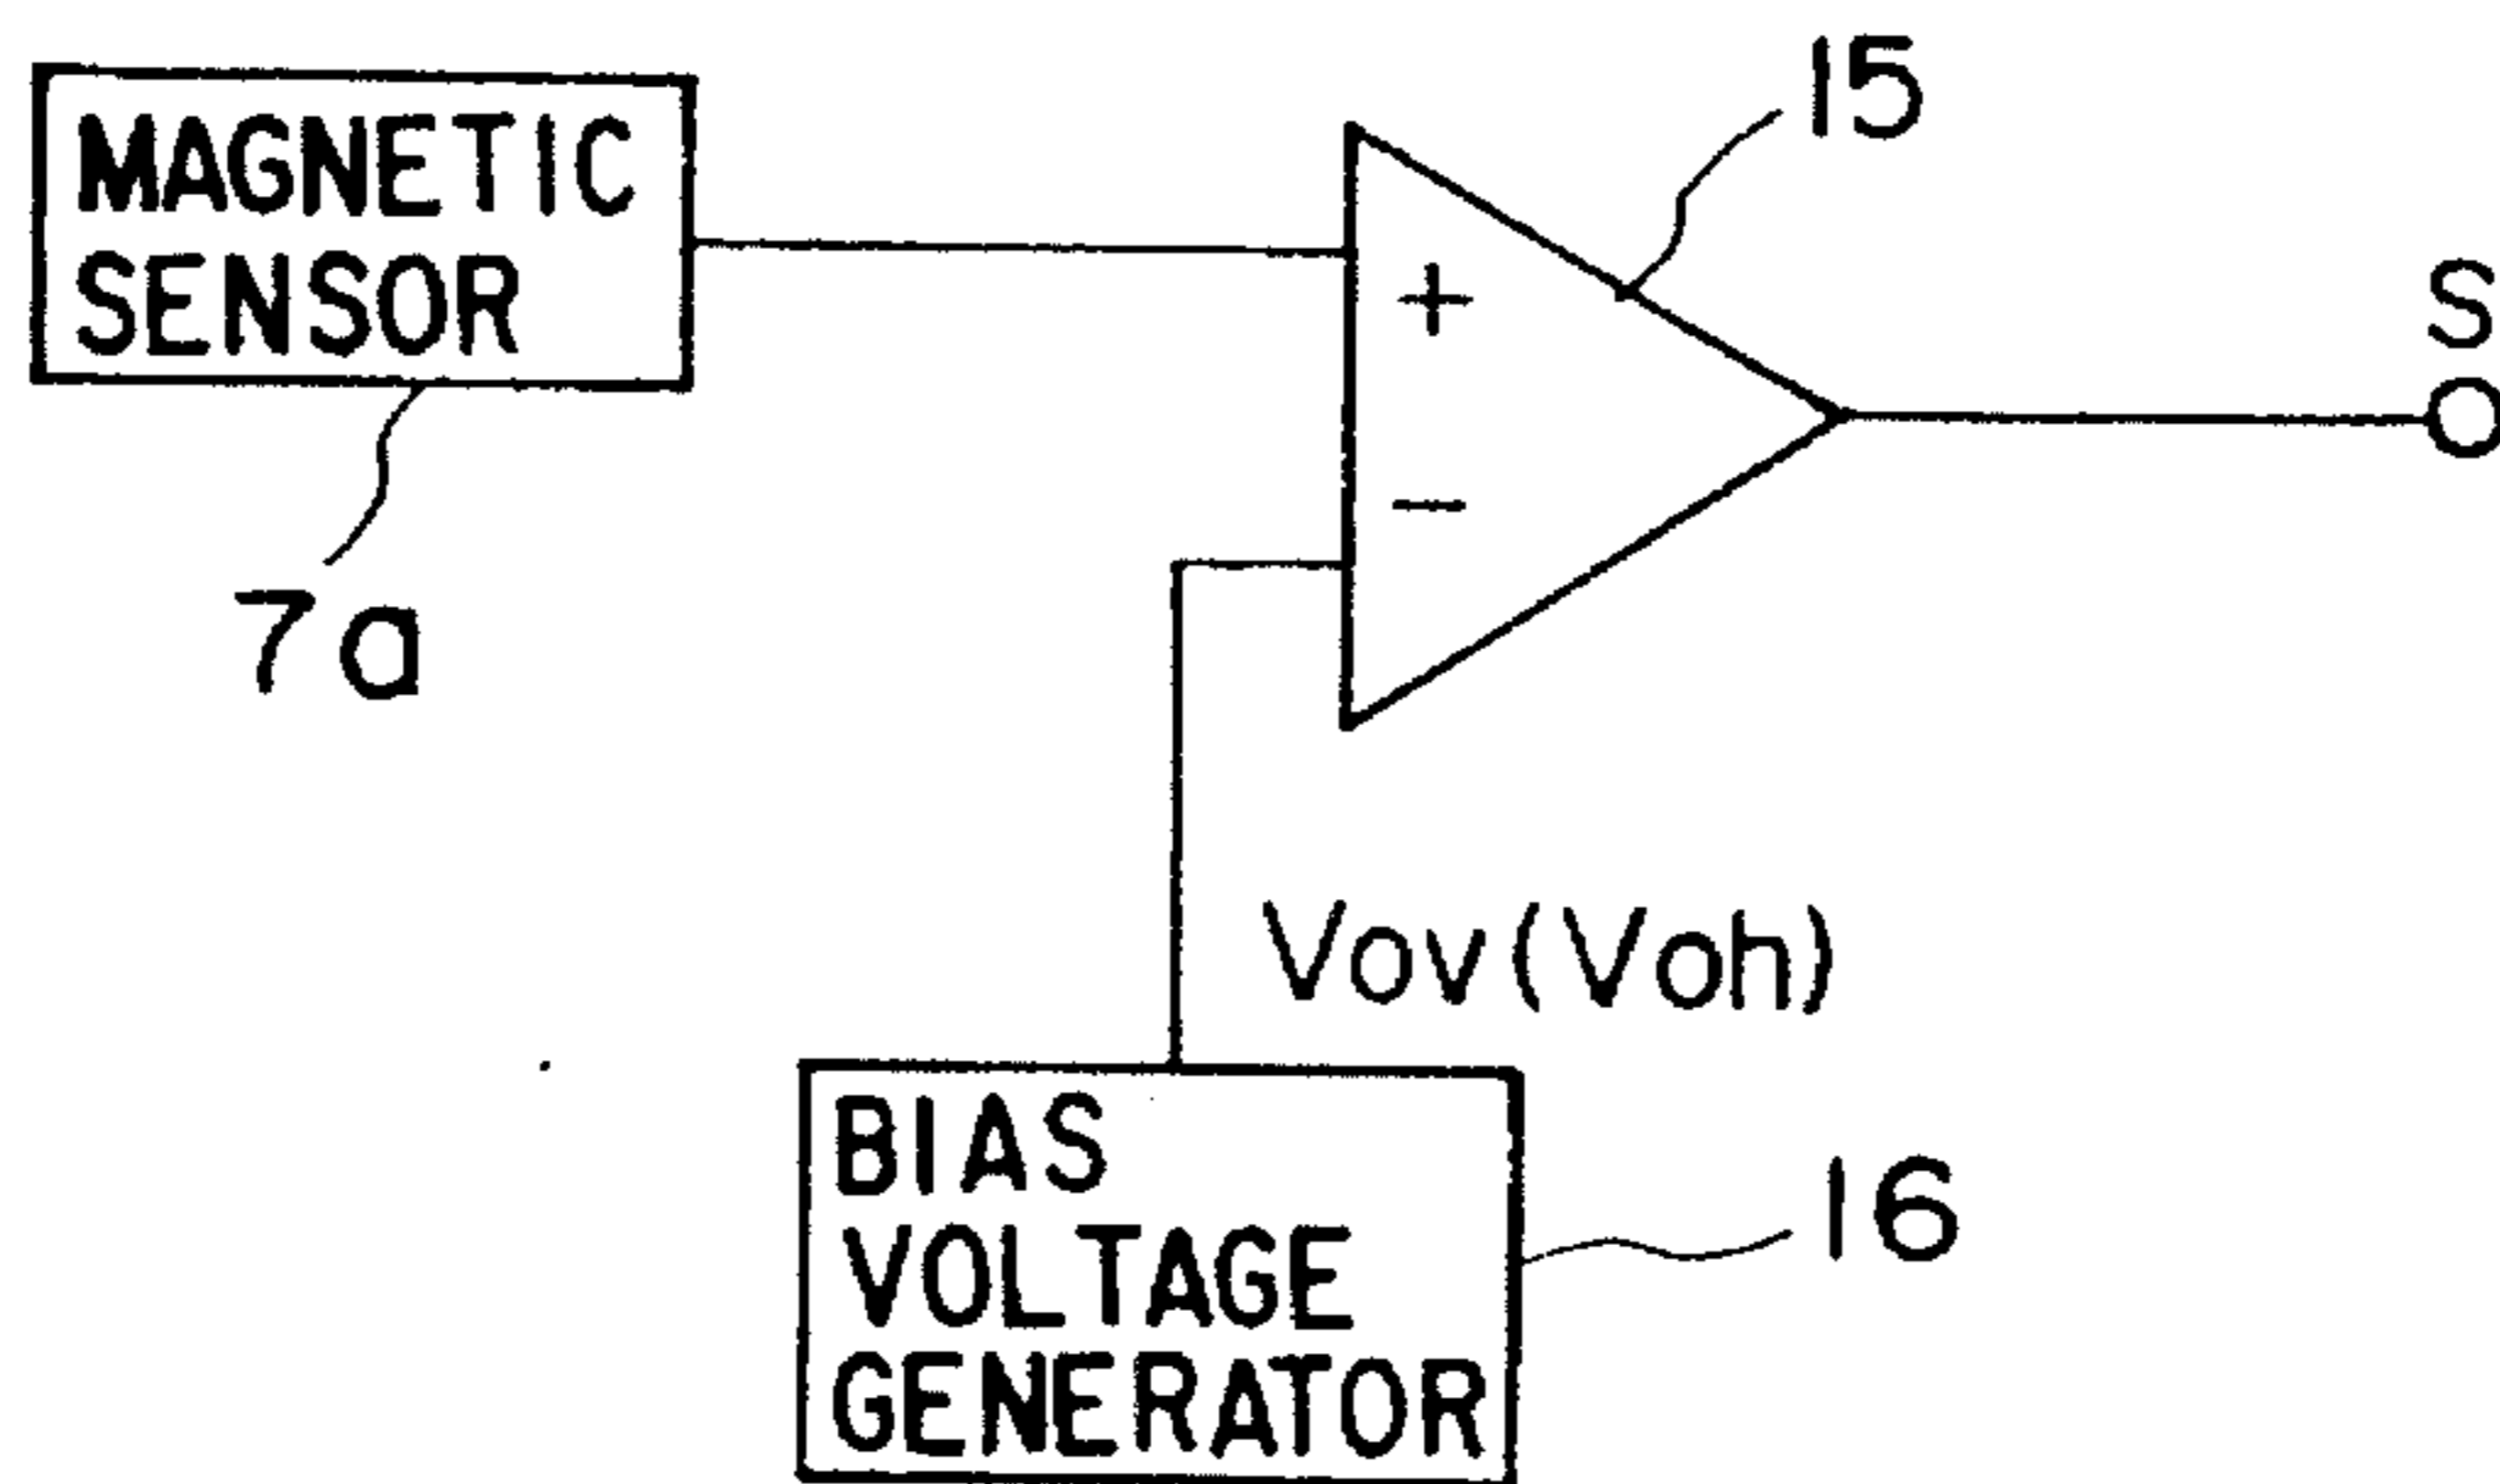 MAGNETIC
SENSOR
15
+
−
S
7a
Vov(Voh)
BIAS
VOLTAGE
GENERATOR
16